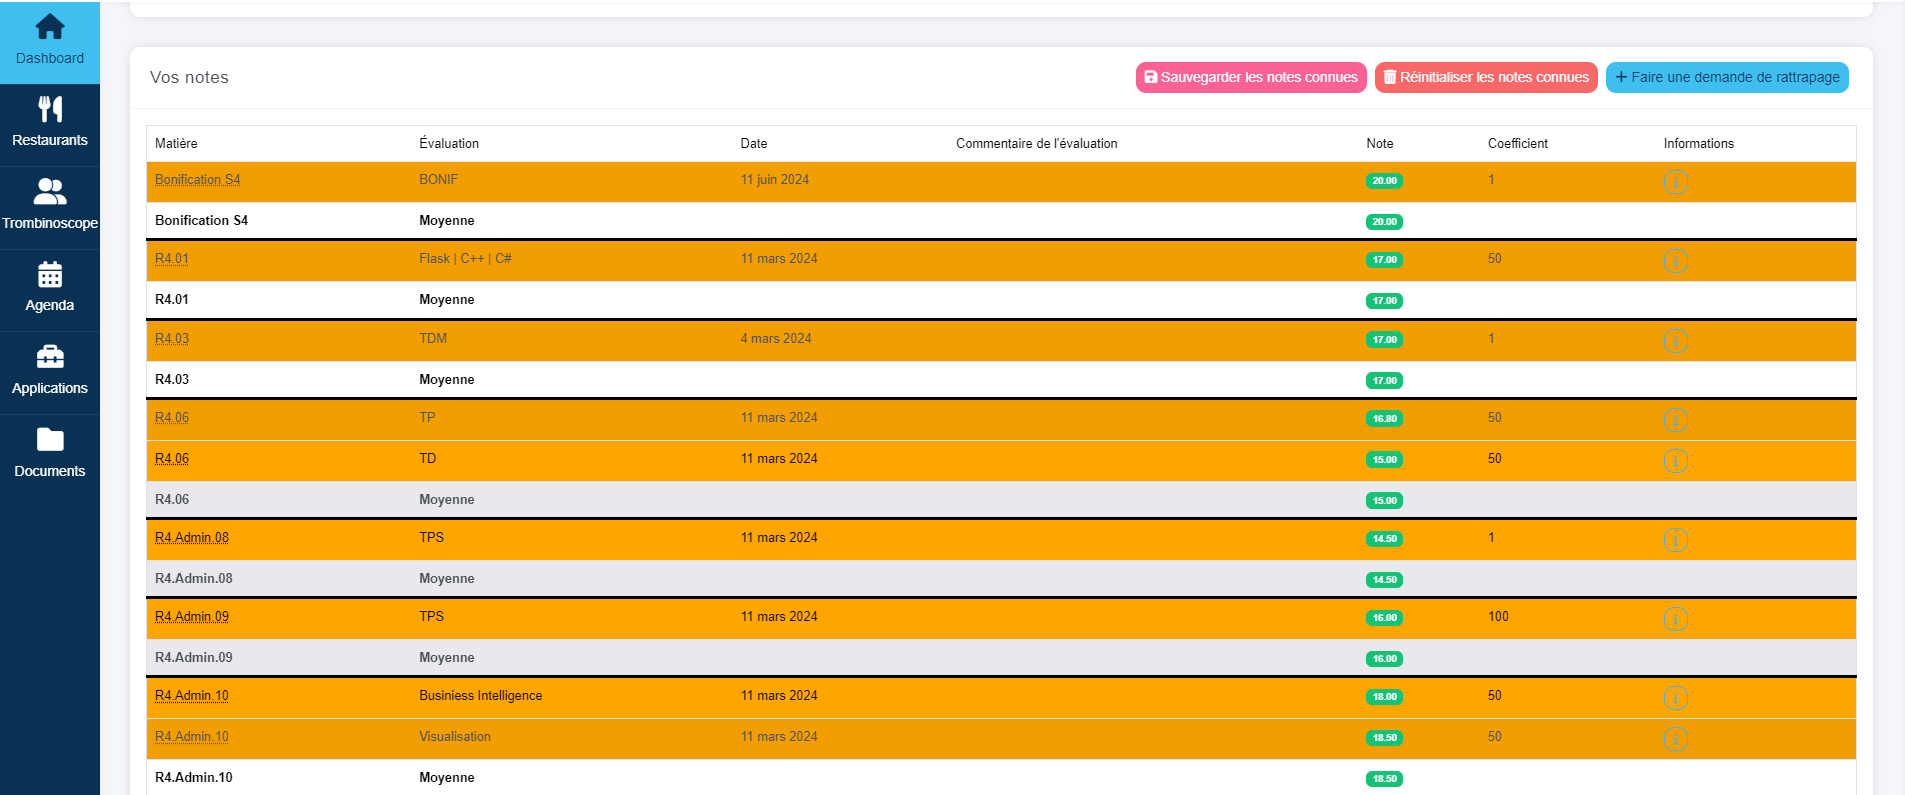 Dashboard
Restaurants
Trombinoscope
Agenda
Applications
Documents
Vos notes
Sauvegarder les notes connues
Réinitialiser les notes connues
+ Faire une demande de rattrapage
Matière Évaluation Date Commentaire de l'évaluation Note Coefficient Informations
Bonification S4 BONIF 11 juin 2024 20.00 1 i
Bonification S4 Moyenne 20.00
R4.01 Flask | C++ | C# 11 mars 2024 17.00 50 i
R4.01 Moyenne 17.00
R4.03 TDM 4 mars 2024 17.00 1 i
R4.03 Moyenne 17.00
R4.06 TP 11 mars 2024 16.80 50 i
R4.06 TD 11 mars 2024 15.00 50 i
R4.06 Moyenne 15.00
R4.Admin.08 TPS 11 mars 2024 14.50 1 i
R4.Admin.08 Moyenne 14.50
R4.Admin.09 TPS 11 mars 2024 16.00 100 i
R4.Admin.09 Moyenne 16.00
R4.Admin.10 Businiess Intelligence 11 mars 2024 18.00 50 i
R4.Admin.10 Visualisation 11 mars 2024 18.50 50 i
R4.Admin.10 Moyenne 18.50